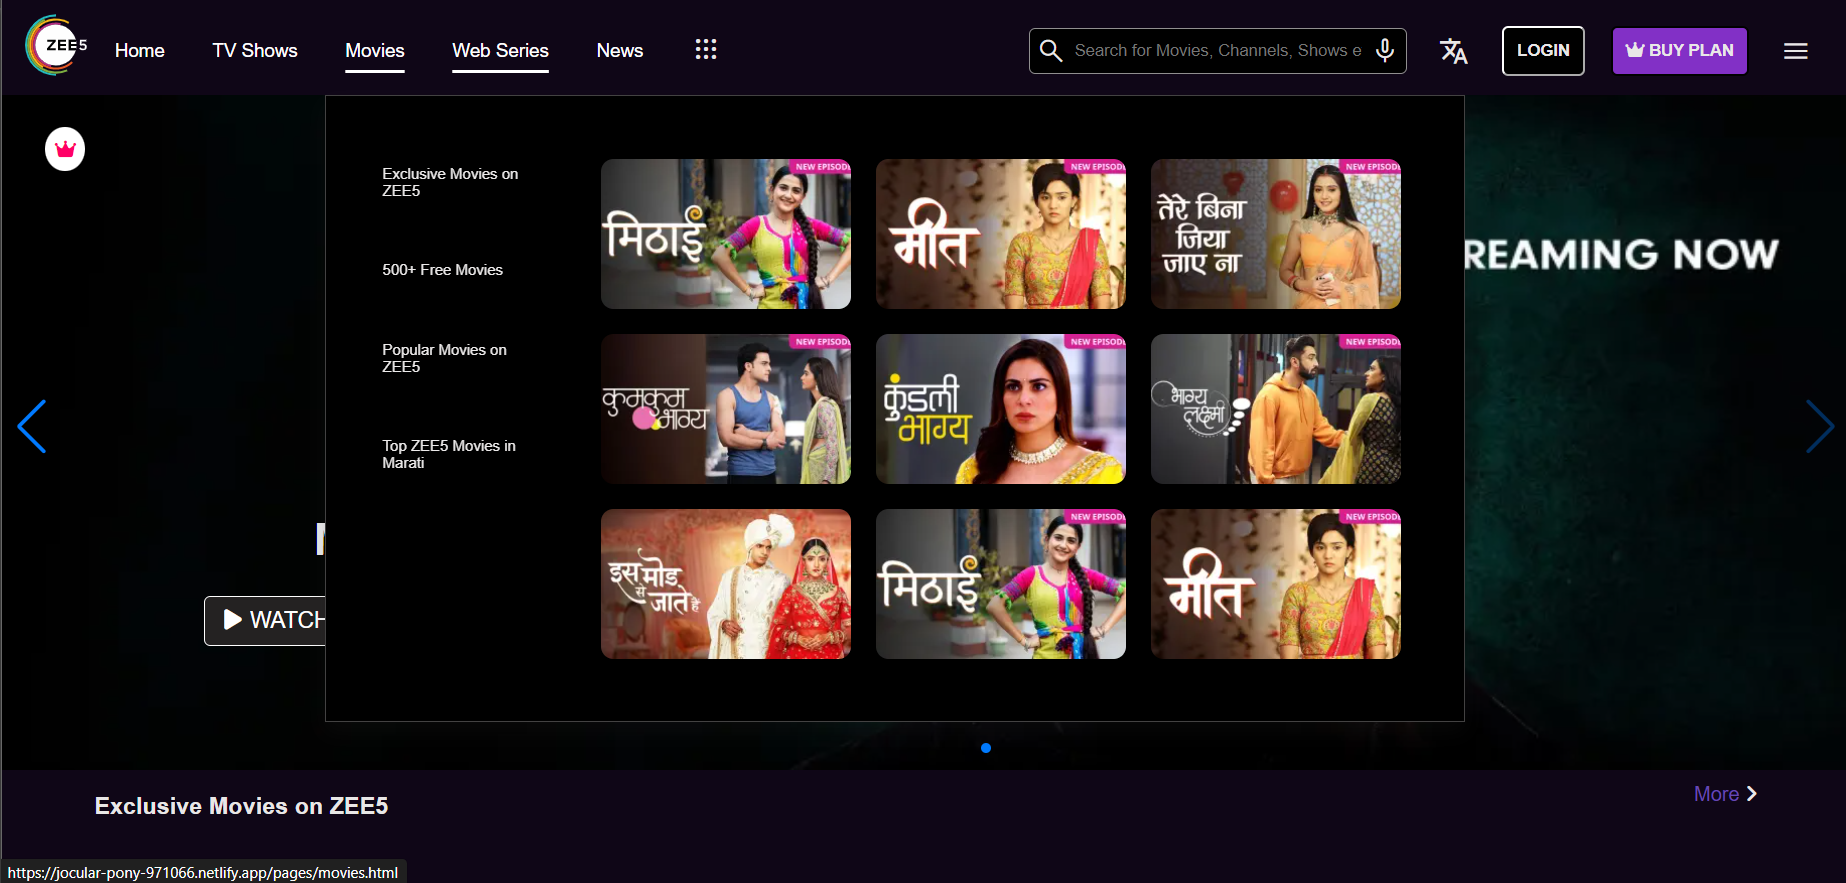 ZEE5
Home
TV Shows
Movies
Web Series
News
Search for Movies, Channels, Shows e
LOGIN
BUY PLAN
Exclusive Movies on
ZEE5
500+ Free Movies
Popular Movies on
ZEE5
Top ZEE5 Movies in
Marati
NEW EPISODE
मिठाई
NEW EPISODE
मीत
NEW EPISODE
तेरे बिना
जिया
जाए ना
NEW EPISODE
कुमकुम
भाग्य
NEW EPISODE
कुंडली
भाग्य
NEW EPISODE
भाग्य
लक्ष्मी
इस मोड़
से
जाते हैं
NEW EPISODE
मिठाई
NEW EPISODE
मीत
REAMING NOW
WATCH
Exclusive Movies on ZEE5
More
https://jocular-pony-971066.netlify.app/pages/movies.html